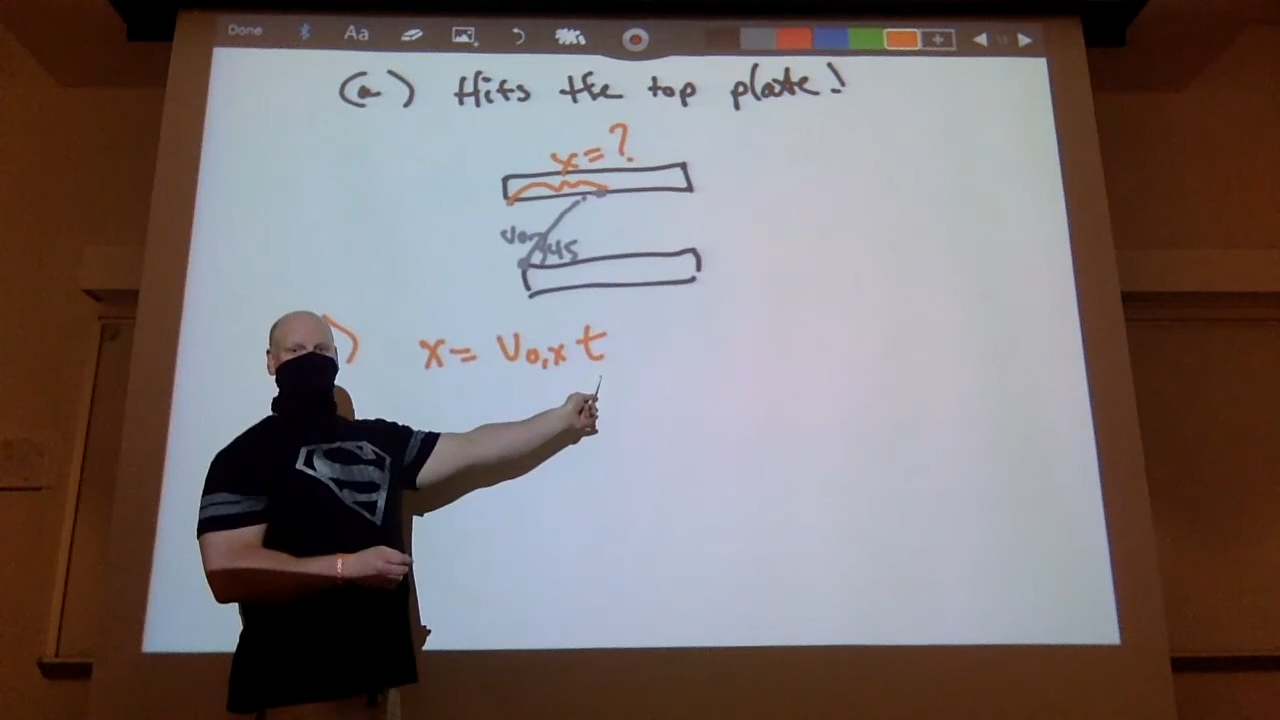 Done
Aa
(a) Hits the top plate!
x = ?
v₀
45
) x = v₀,ₓ t